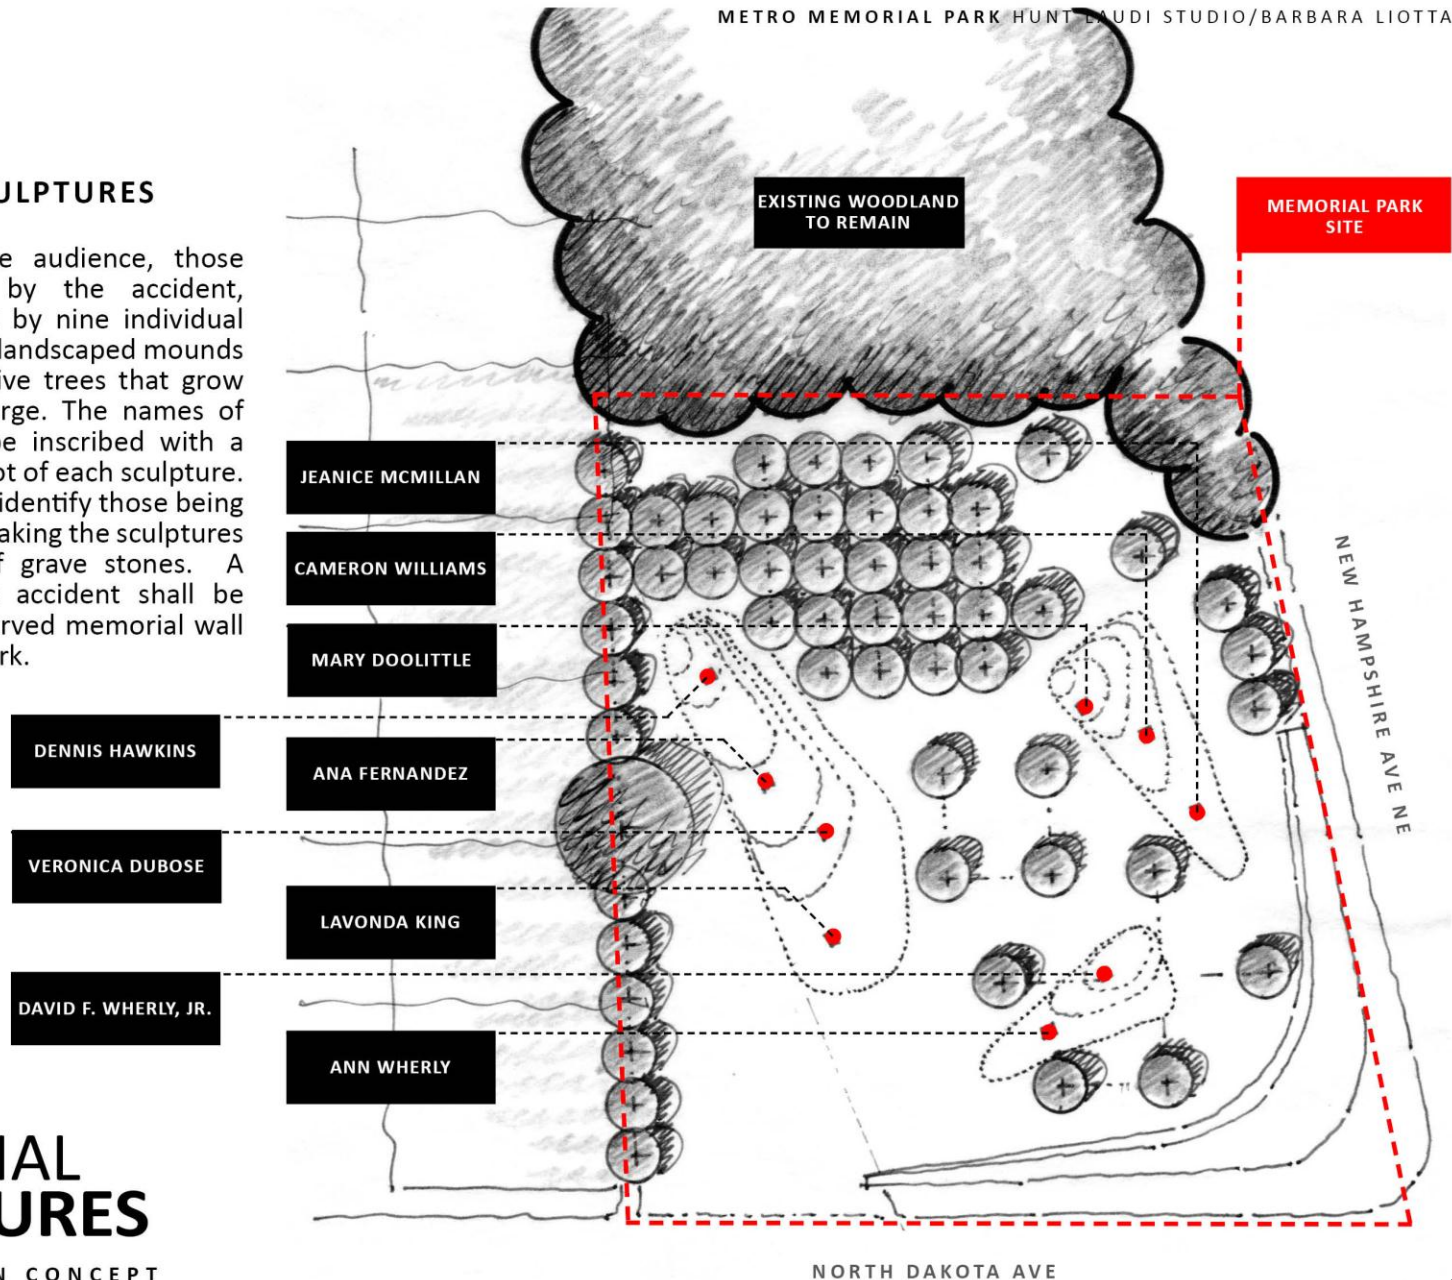 METRO MEMORIAL PARK HUNT LAUDI STUDIO/BARBARA LIOTTA
ULPTURES
e audience, those
by the accident,
by nine individual
landscaped mounds
ive trees that grow
rge. The names of
be inscribed with a
ot of each sculpture.
identify those being
aking the sculptures
f grave stones. A
accident shall be
rved memorial wall
rk.
EXISTING WOODLAND
TO REMAIN
MEMORIAL PARK
SITE
JEANICE MCMILLAN
CAMERON WILLIAMS
MARY DOOLITTLE
DENNIS HAWKINS
ANA FERNANDEZ
VERONICA DUBOSE
LAVONDA KING
DAVID F. WHERLY, JR.
ANN WHERLY
NEW HAMPSHIRE AVE NE
IAL
URES
N CONCEPT
NORTH DAKOTA AVE